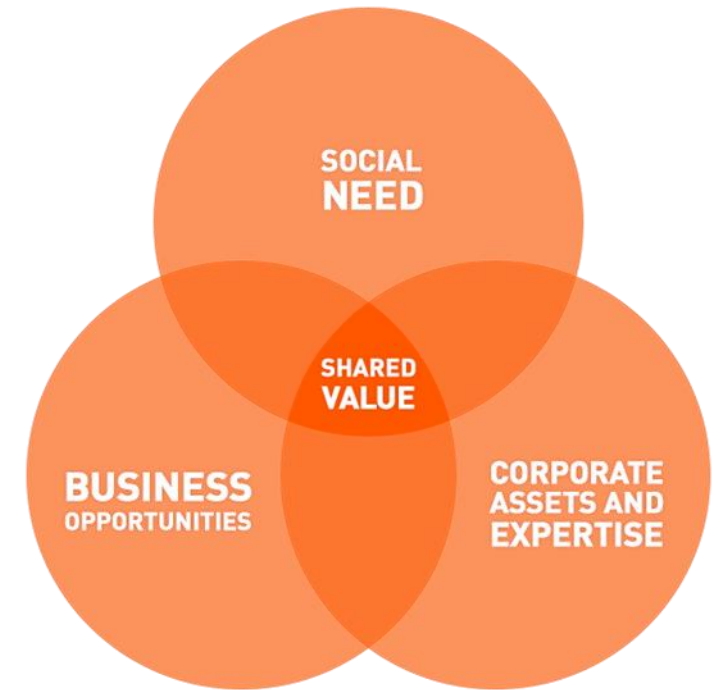 SOCIAL
NEED
SHARED
VALUE
BUSINESS
OPPORTUNITIES
CORPORATE
ASSETS AND
EXPERTISE